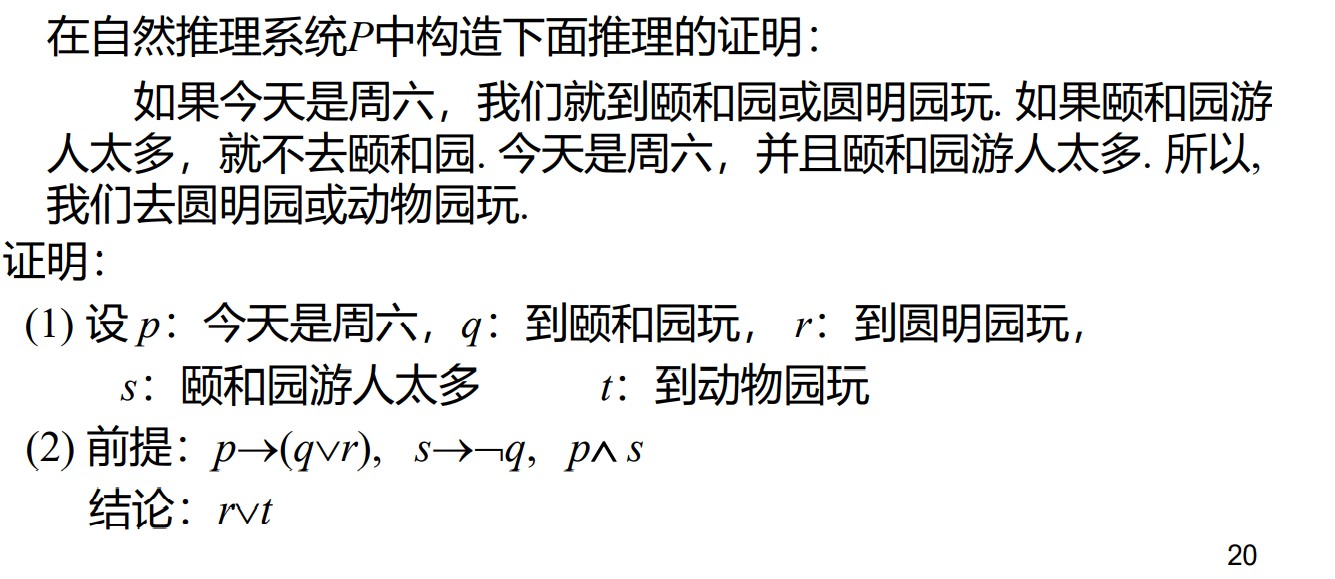 在自然推理系统P中构造下面推理的证明：
如果今天是周六，我们就到颐和园或圆明园玩. 如果颐和园游
人太多，就不去颐和园. 今天是周六，并且颐和园游人太多. 所以,
我们去圆明园或动物园玩.
证明：
(1) 设 p：今天是周六，q：到颐和园玩， r：到圆明园玩，
s：颐和园游人太多 t：到动物园玩
(2) 前提：p→(q∨r), s→¬q, p∧ s
结论：r∨t
20